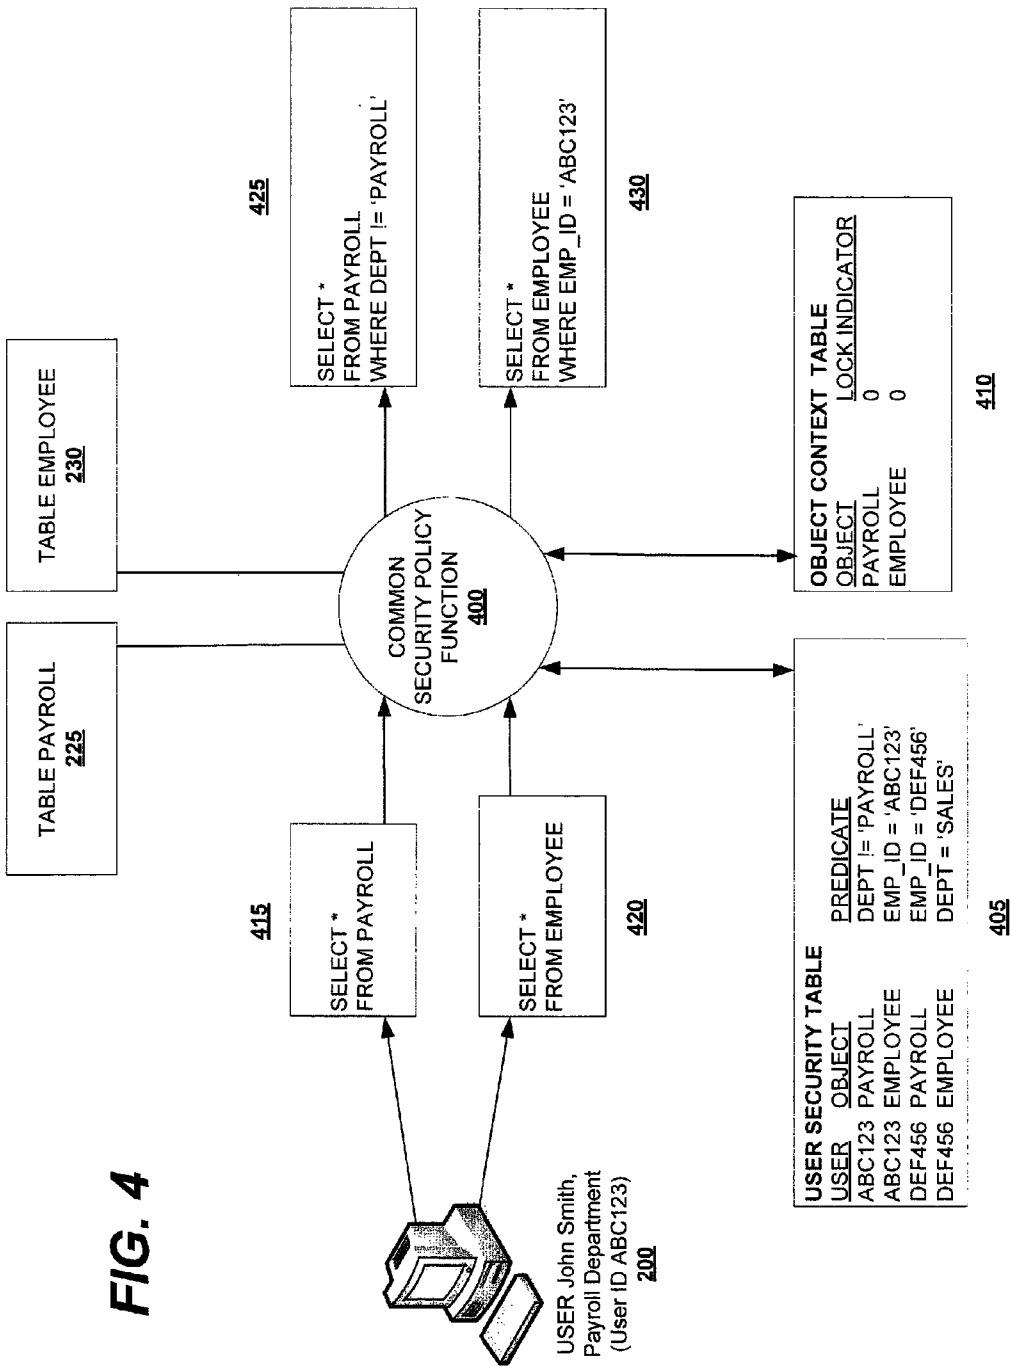 FIG. 4
TABLE PAYROLL
225
TABLE EMPLOYEE
230
415
SELECT *
FROM PAYROLL
425
SELECT *
FROM PAYROLL
WHERE DEPT != 'PAYROLL'
COMMON
SECURITY POLICY
FUNCTION
400
SELECT *
FROM EMPLOYEE
420
SELECT *
FROM EMPLOYEE
WHERE EMP_ID = 'ABC123'
430
USER John Smith,
Payroll Department
(User ID ABC123)
200
USER SECURITY TABLE
USER OBJECT PREDICATE
ABC123 PAYROLL DEPT != 'PAYROLL'
ABC123 EMPLOYEE EMP_ID = 'ABC123'
DEF456 PAYROLL EMP_ID = 'DEF456'
DEF456 EMPLOYEE DEPT = 'SALES'
405
OBJECT CONTEXT TABLE
OBJECT LOCK INDICATOR
PAYROLL 0
EMPLOYEE 0
410